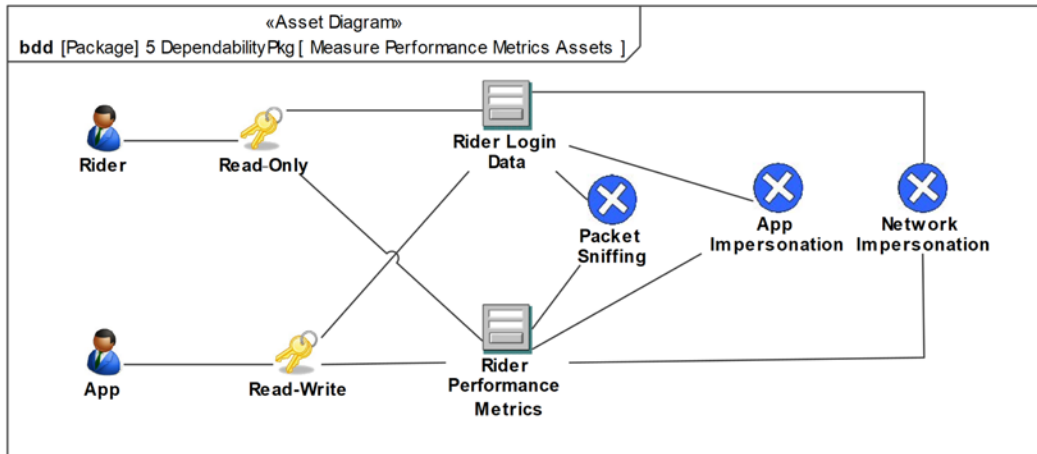 «Asset Diagram»
bdd [Package] 5 DependabilityPkg [ Measure Performance Metrics Assets ]
Rider
Read-Only
Rider Login
Data
Packet
Sniffing
App
Impersonation
Network
Impersonation
App
Read-Write
Rider
Performance
Metrics